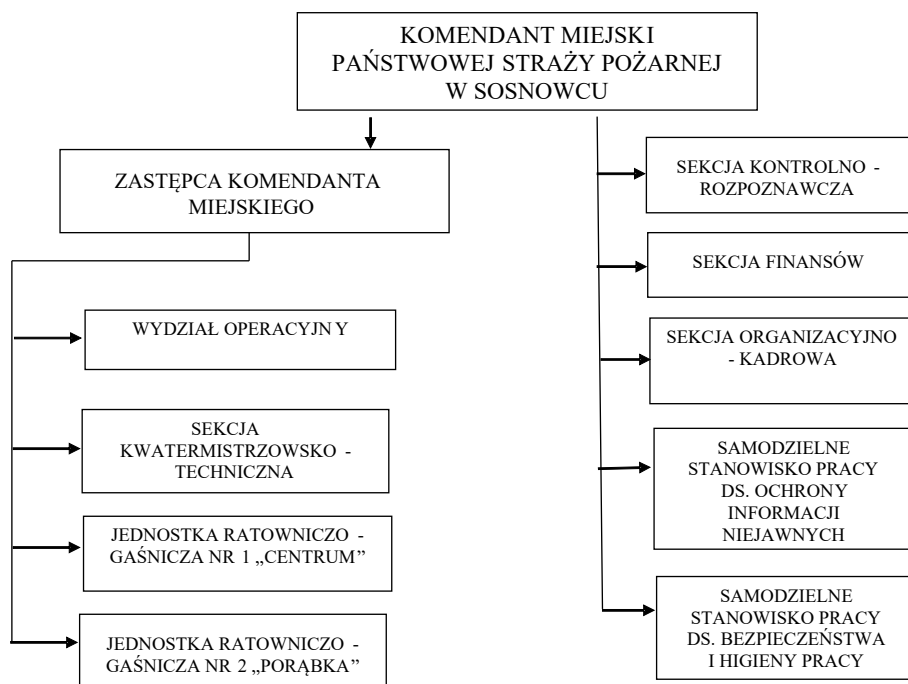 KOMENDANT MIEJSKI
PAŃSTWOWEJ STRAŻY POŻARNEJ
W SOSNOWCU
ZASTĘPCA KOMENDANTA
MIEJSKIEGO
WYDZIAŁ OPERACYJN Y
SEKCJA
KWATERMISTRZOWSKO -
TECHNICZNA
JEDNOSTKA RATOWNICZO -
GAŚNICZA NR 1 „CENTRUM”
JEDNOSTKA RATOWNICZO -
GAŚNICZA NR 2 „PORĄBKA”
SEKCJA KONTROLNO -
ROZPOZNAWCZA
SEKCJA FINANSÓW
SEKCJA ORGANIZACYJNO
- KADROWA
SAMODZIELNE
STANOWISKO PRACY
DS. OCHRONY
INFORMACJI
NIEJAWNYCH
SAMODZIELNE
STANOWISKO PRACY
DS. BEZPIECZEŃSTWA
I HIGIENY PRACY